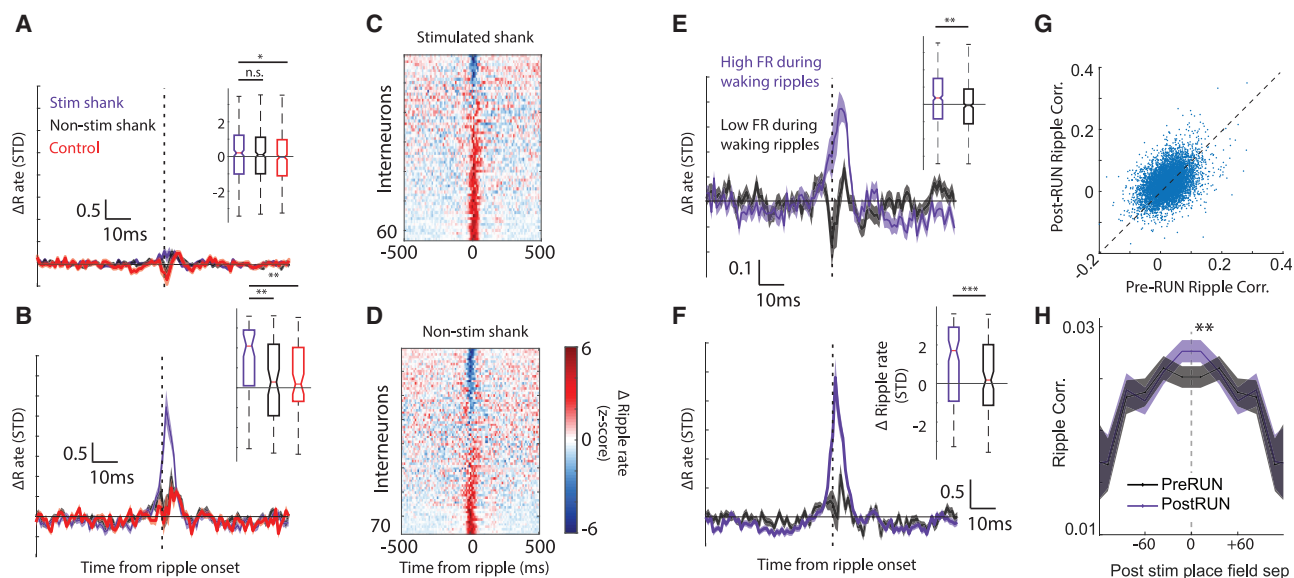 A
Stim shank
Non-stim shank
Control
ΔR rate (STD)
0.5
10ms
*
n.s.
2
0
-2
B
ΔR ate (STD)
0.5
10ms
**
**
Time from ripple onset
C
Stimulated shank
Interneurons
60
-500
0
500
D
Non-stim shank
Interneurons
70
-500
0
500
Time from ripple (ms)
6
0
-6
Δ Ripple rate
(z-score)
E
High FR during
waking ripples
Low FR during
waking ripples
ΔR ate (STD)
0.1
10ms
**
F
ΔR ate (STD)
0.5
10ms
***
Δ Ripple rate
(STD)
2
0
-2
Time from ripple onset
G
Post-RUN Ripple Corr.
0.4
0.2
0
-0.2
0
0.2
0.4
Pre-RUN Ripple Corr.
H
**
Ripple Corr.
0.03
0.01
PreRUN
PostRUN
-60
0
+60
Post stim place field sep